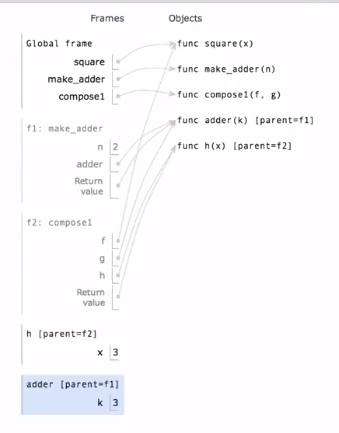 Frames Objects
Global frame
square
make_adder
compose1
func square(x)
func make_adder(n)
func compose1(f, g)
func adder(k) [parent=f1]
func h(x) [parent=f2]
f1: make_adder
n 2
adder
Return
value
f2: compose1
f
g
h
Return
value
h [parent=f2]
x 3
adder [parent=f1]
k 3